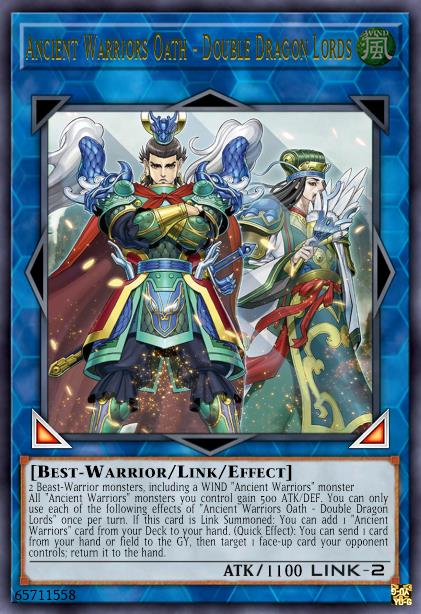 Ancient Warriors Oath - Double Dragon Lords
WIND
風
[Best-Warrior/Link/Effect]
2 Beast-Warrior monsters, including a WIND "Ancient Warriors" monster
All "Ancient Warriors" monsters you control gain 500 ATK/DEF. You can only
use each of the following effects of "Ancient Warriors Oath - Double Dragon
Lords" once per turn. If this card is Link Summoned: You can add 1 "Ancient
Warriors" card from your Deck to your hand. (Quick Effect): You can send 1 card
from your hand or field to the GY, then target 1 face-up card your opponent
controls; return it to the hand.
ATK/1100 LINK-2
65711558